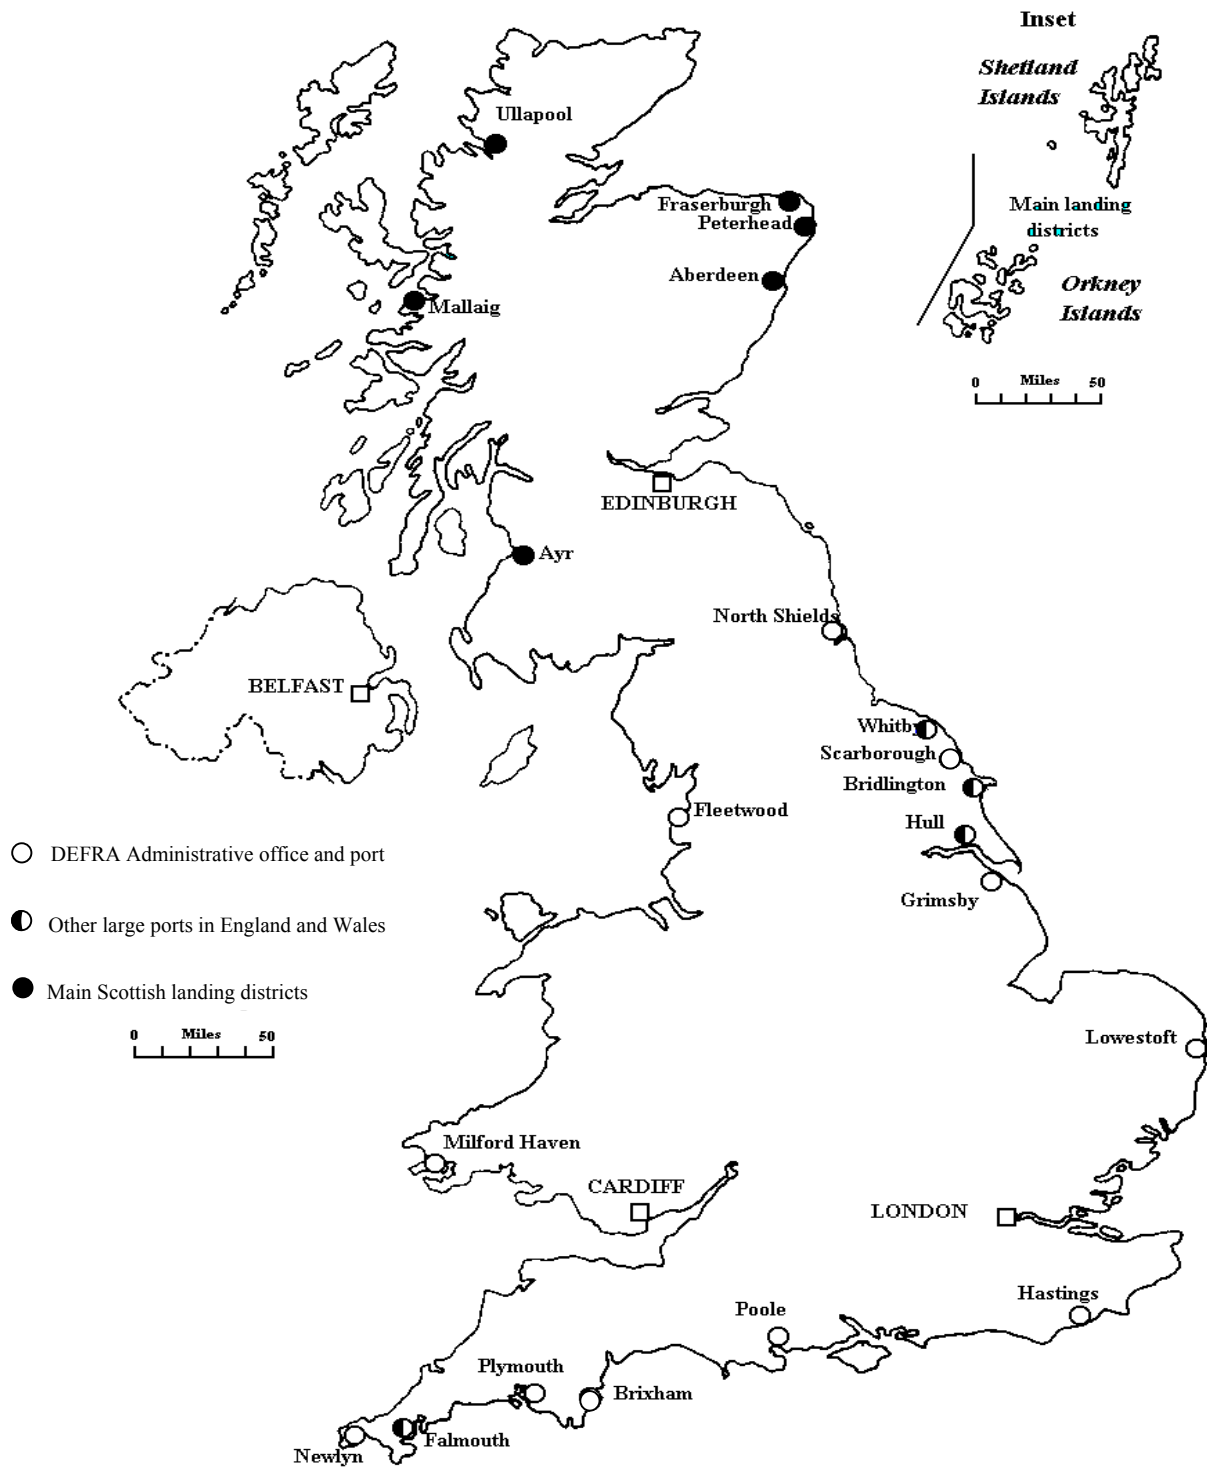 Inset
Shetland
Islands
Ullapool
Fraserburgh
Peterhead
Main landing
districts
Aberdeen
Orkney
Islands
Mallaig
0 Miles 50
EDINBURGH
Ayr
North Shields
BELFAST
Whitby
Scarborough
Bridlington
Fleetwood
Hull
DEFRA Administrative office and port
Grimsby
Other large ports in England and Wales
Main Scottish landing districts
0 Miles 50
Lowestoft
Milford Haven
CARDIFF
LONDON
Hastings
Poole
Plymouth
Brixham
Falmouth
Newlyn